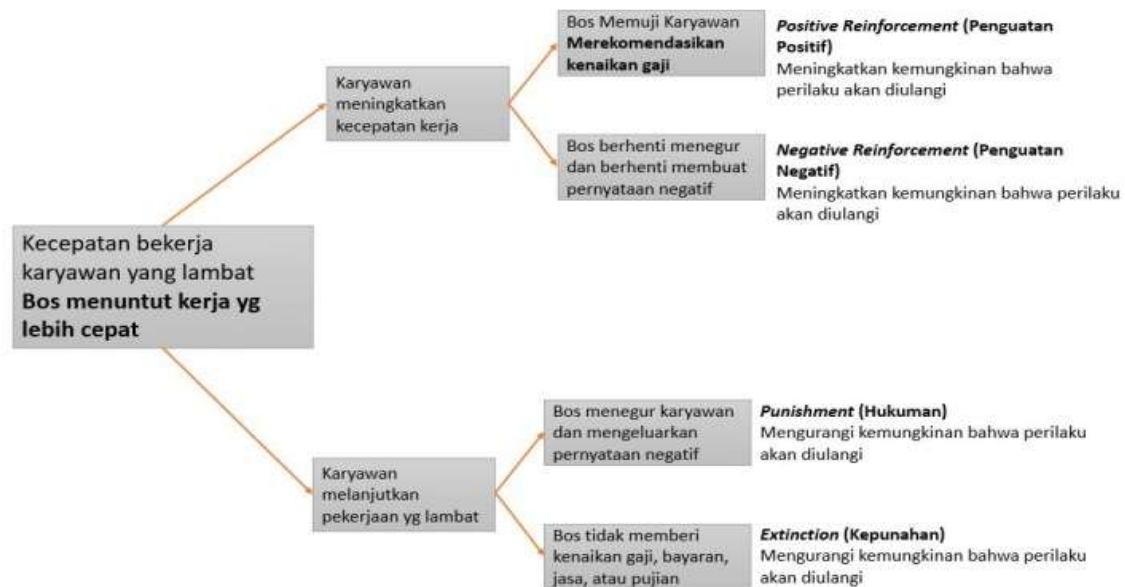 Kecepatan bekerja
karyawan yang lambat
Bos menuntut kerja yg
lebih cepat
Karyawan
meningkatkan
kecepatan kerja
Bos Memuji Karyawan
Merekomendasikan
kenaikan gaji
Positive Reinforcement (Penguatan
Positif)
Meningkatkan kemungkinan bahwa
perilaku akan diulangi
Bos berhenti menegur
dan berhenti membuat
pernyataan negatif
Negative Reinforcement (Penguatan
Negatif)
Meningkatkan kemungkinan bahwa perilaku
akan diulangi
Karyawan
melanjutkan
pekerjaan yg lambat
Bos menegur karyawan
dan mengeluarkan
pernyataan negatif
Punishment (Hukuman)
Mengurangi kemungkinan bahwa perilaku
akan diulangi
Bos tidak memberi
kenaikan gaji, bayaran,
jasa, atau pujian
Extinction (Kepunahan)
Mengurangi kemungkinan bahwa perilaku
akan diulangi